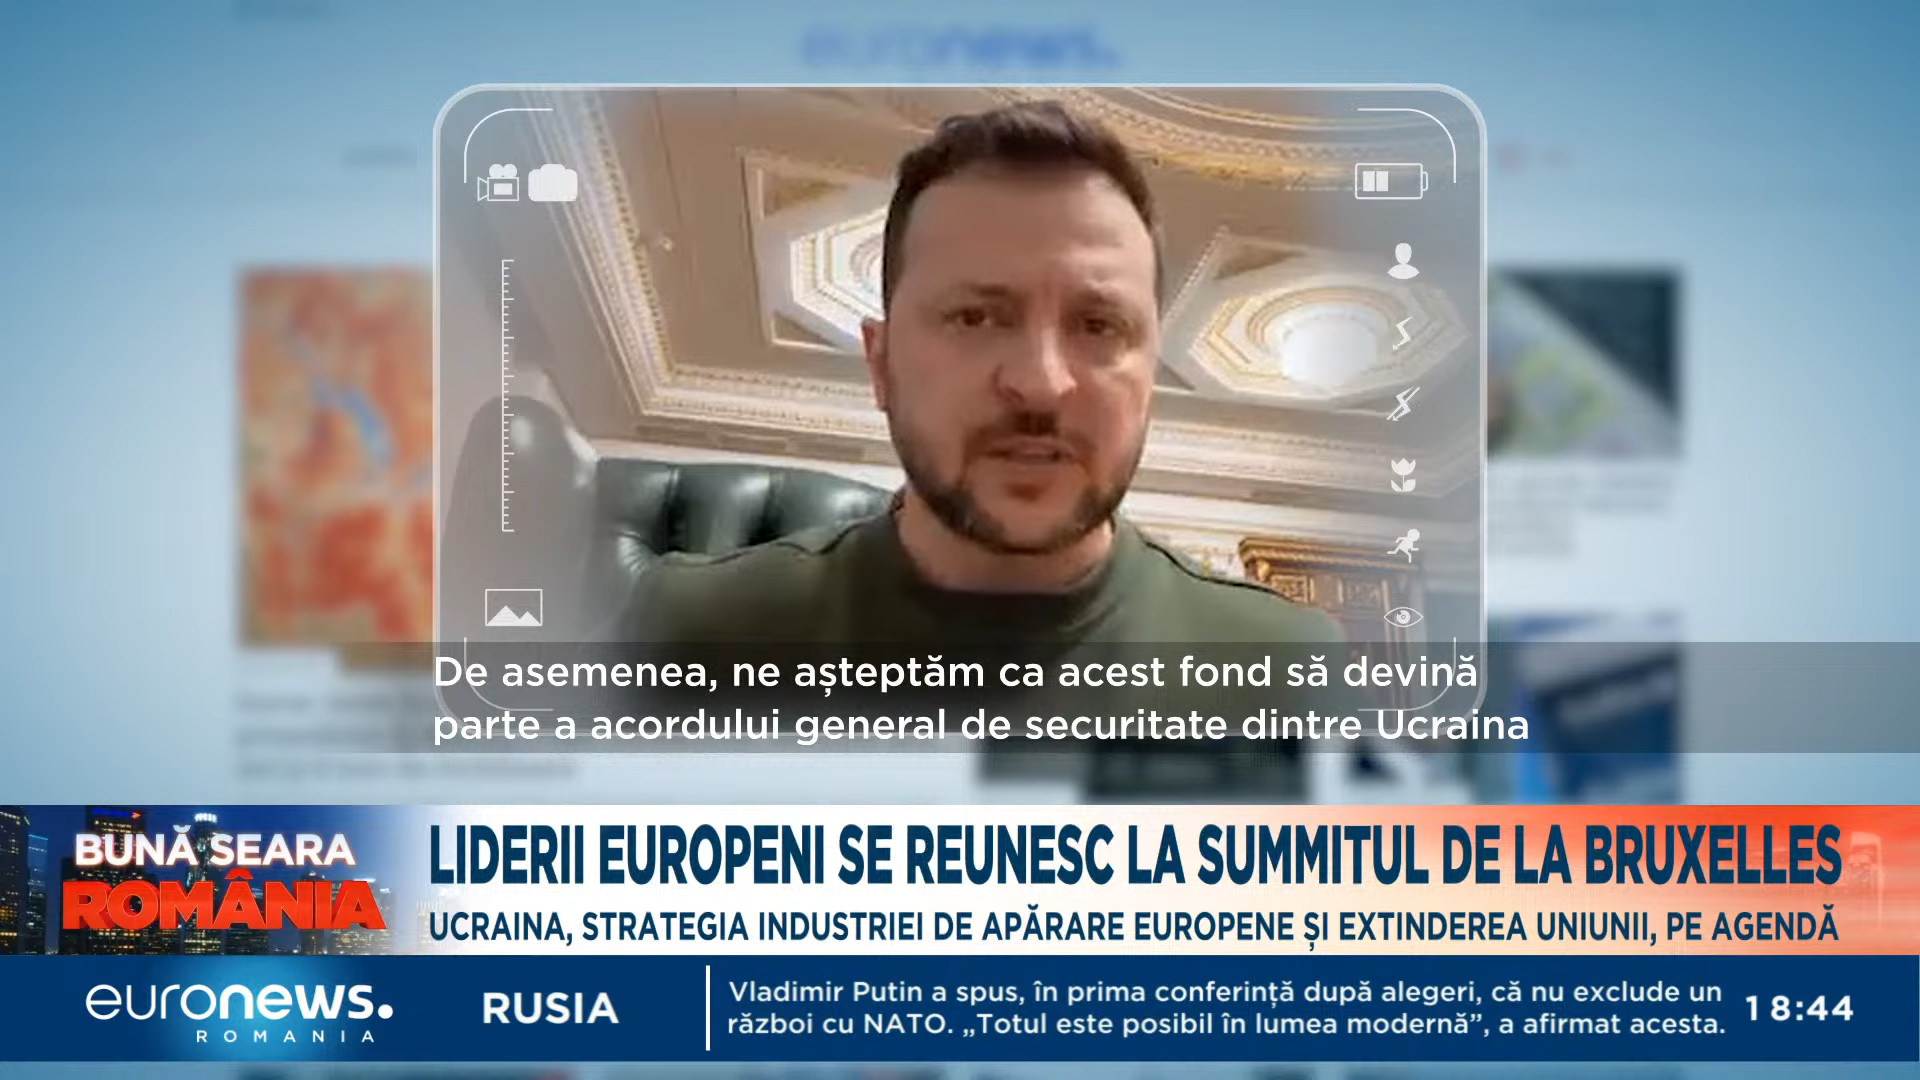 euronews.
De asemenea, ne așteptăm ca acest fond să devină
parte a acordului general de securitate dintre Ucraina
BUNĂ SEARA
ROMÂNIA
LIDERII EUROPENI SE REUNESC LA SUMMITUL DE LA BRUXELLES
UCRAINA, STRATEGIA INDUSTRIEI DE APĂRARE EUROPENE ȘI EXTINDEREA UNIUNII, PE AGENDĂ
euronews.
ROMANIA
RUSIA
Vladimir Putin a spus, în prima conferință după alegeri, că nu exclude un
război cu NATO. „Totul este posibil în lumea modernă”, a afirmat acesta.
18:44